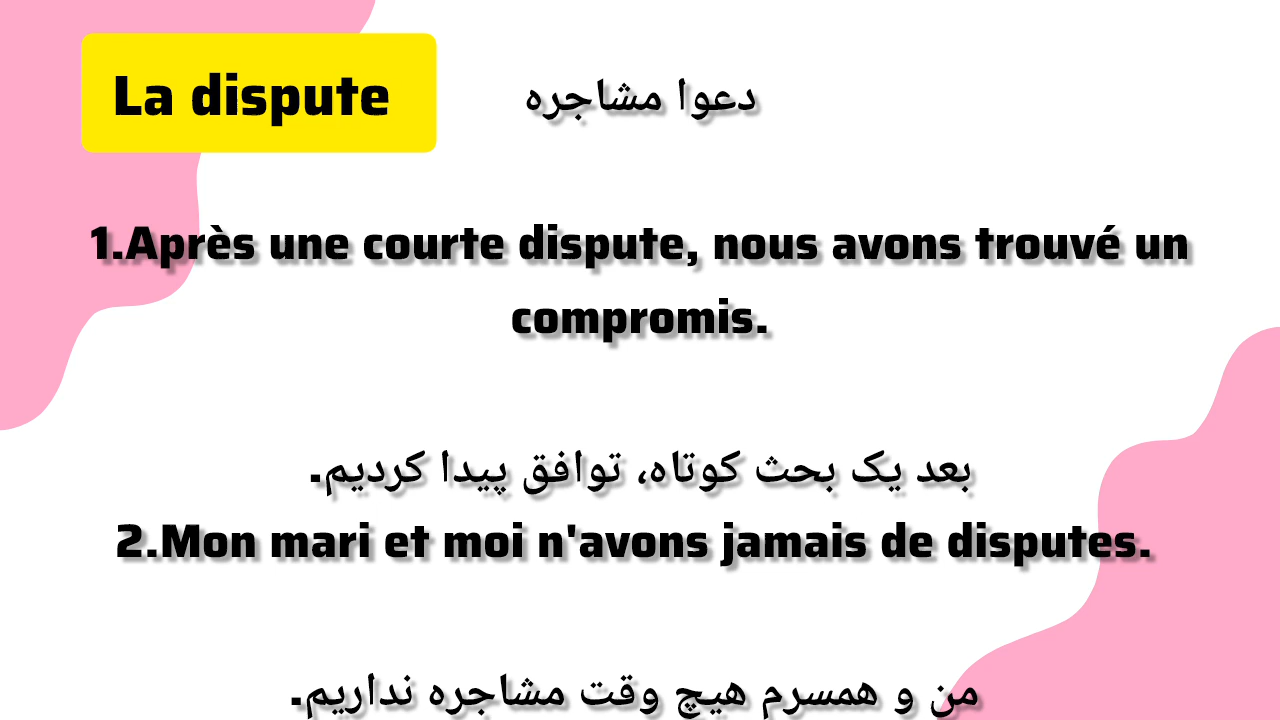 La dispute
دعوا مشاجره
1.Après une courte dispute, nous avons trouvé un
compromis.
بعد یک بحث کوتاه، توافق پیدا کردیم.
2.Mon mari et moi n'avons jamais de disputes.
من و همسرم هیچ وقت مشاجره نداریم.